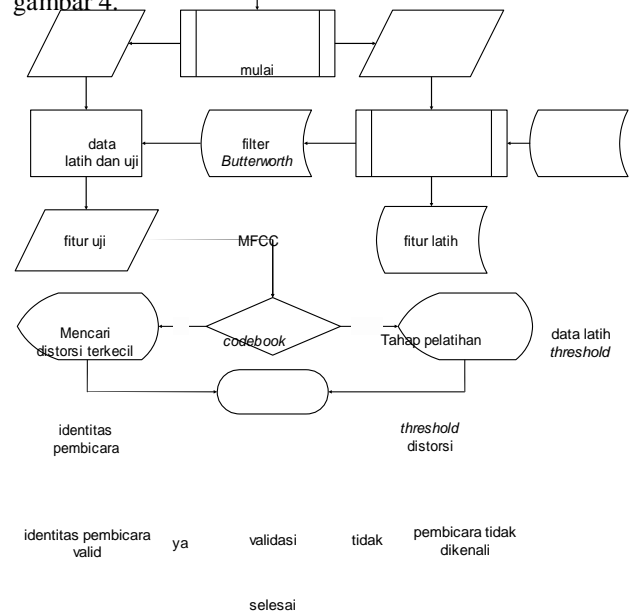 gambar 4.
mulai
data
latih dan uji
filter
Butterworth
fitur uji
MFCC
fitur latih
Mencari
distorsi terkecil
codebook
Tahap pelatihan
data latih
threshold
identitas
pembicara
threshold
distorsi
identitas pembicara
valid
ya
validasi
tidak
pembicara tidak
dikenali
selesai